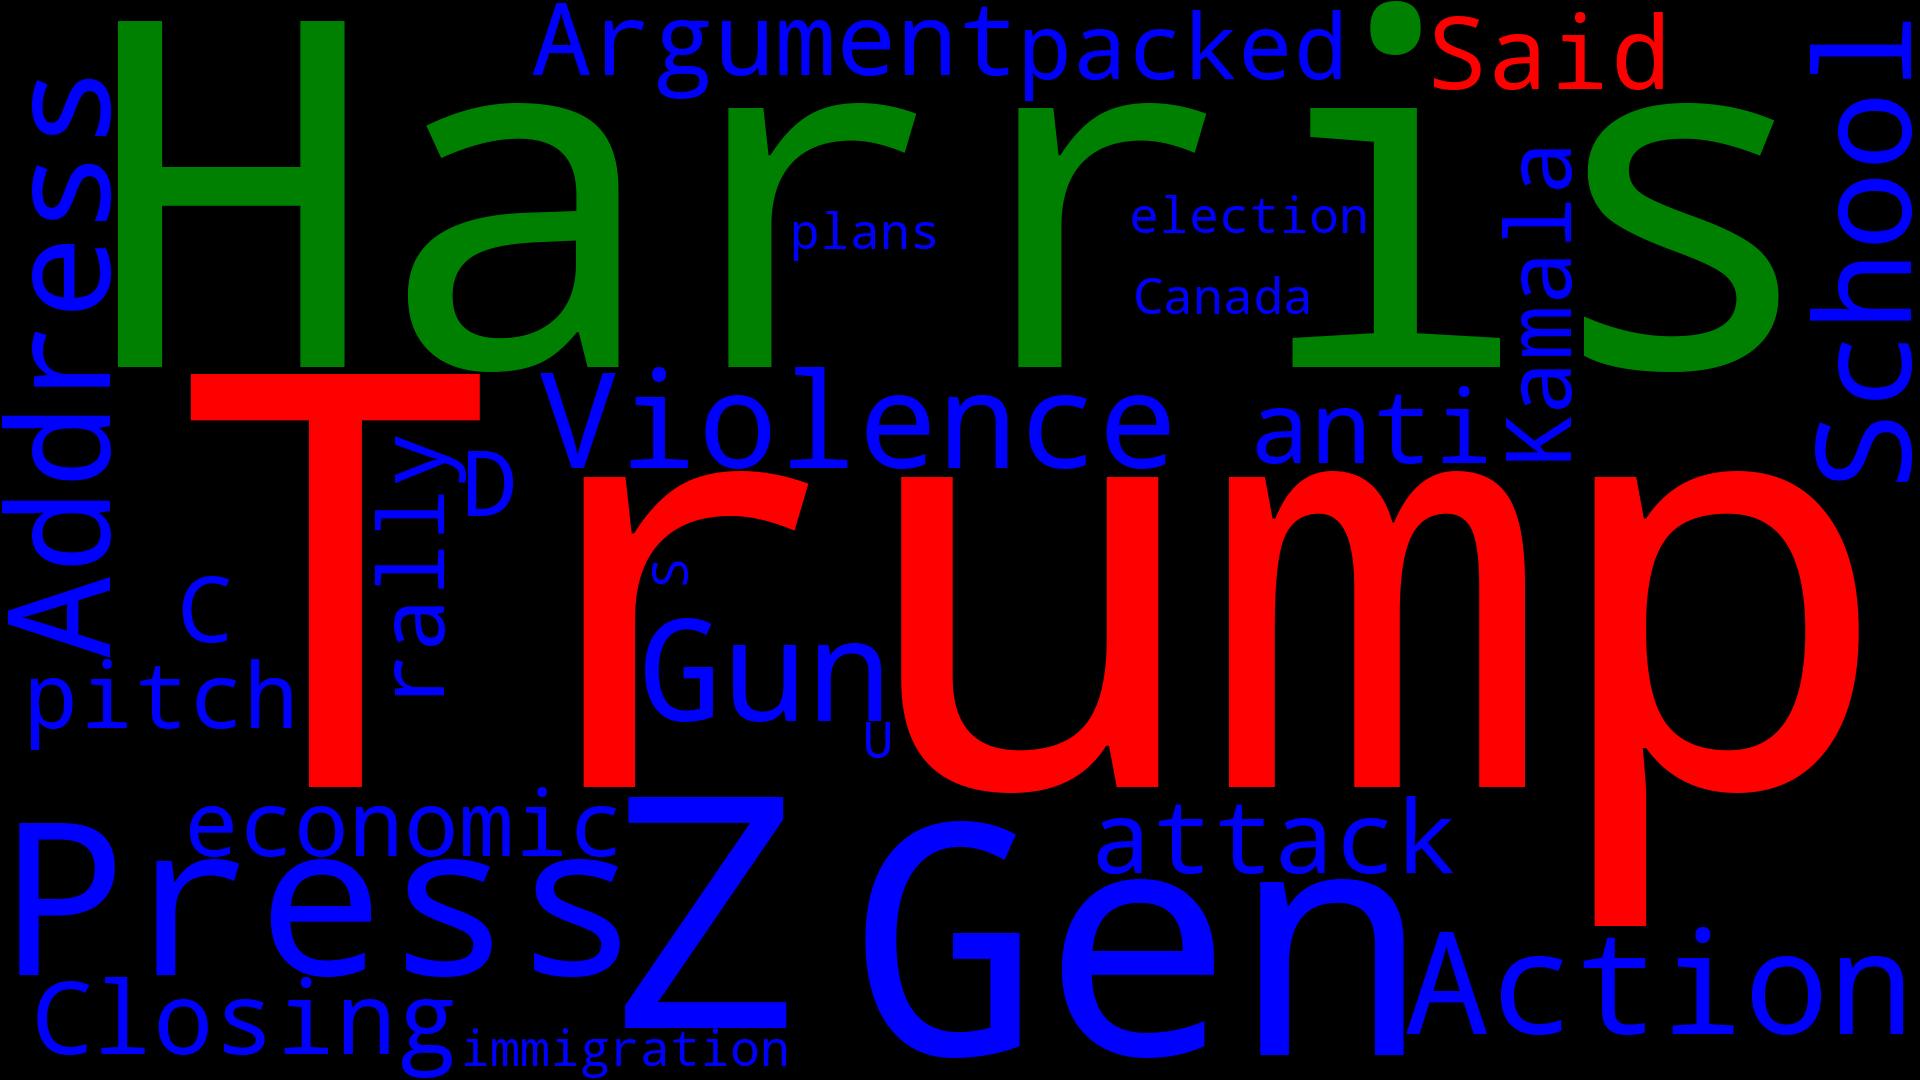 Argument packed Said
Harris
Address
School
plans
election
Canada
Kamala
Violence anti
Trump
rally
D
S
C
Gun
U
pitch
economic
attack
Press
Z
Gen
Action
Closing
immigration